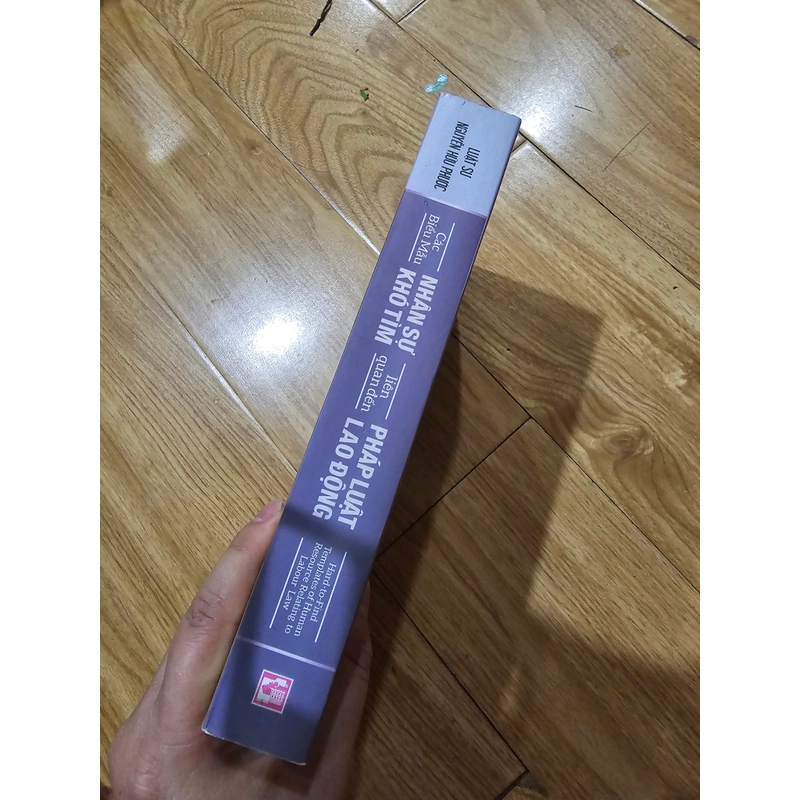 LUẬT SƯ
NGUYỄN HỮU PHƯỚC
Các
Biểu Mẫu
NHÂN SỰ
KHÓ TÌM
liên
quan đến
PHÁP LUẬT
LAO ĐỘNG
Hard-to-Find
Templates of Human
Resource Relating to
Labour Law